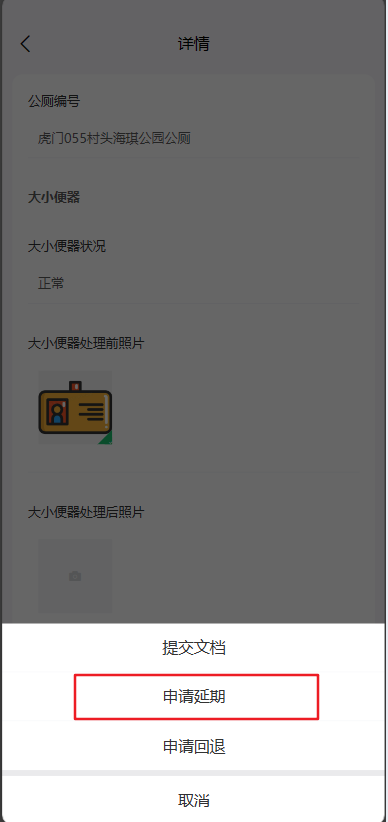 详情
公厕编号
虎门055村头海琪公园公厕
大小便器
大小便器状况
正常
大小便器处理前照片
大小便器处理后照片
提交文档
申请延期
申请回退
取消